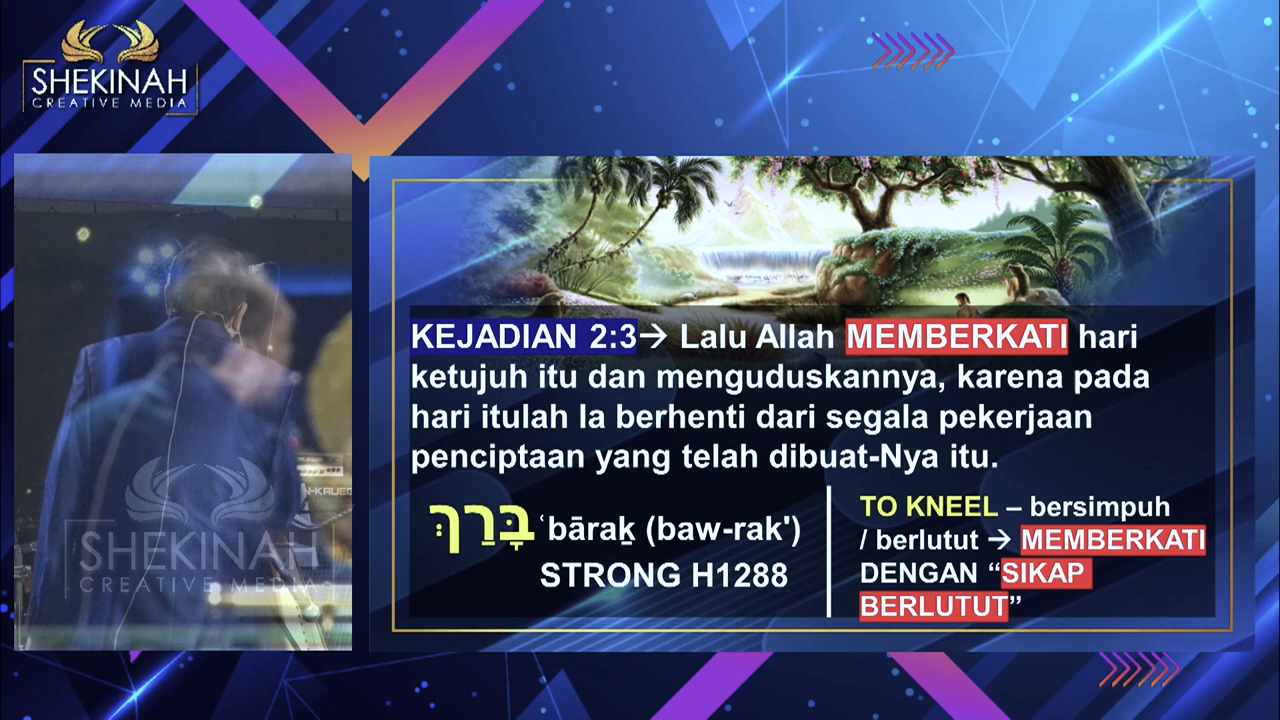 SHEKINAH
CREATIVE MEDIA
KEJADIAN 2:3→ Lalu Allah MEMBERKATI hari
ketujuh itu dan menguduskannya, karena pada
hari itulah Ia berhenti dari segala pekerjaan
penciptaan yang telah dibuat-Nya itu.
בָּרַךְ ʻbāraḵ (baw-rak')
STRONG H1288
TO KNEEL – bersimpuh
/ berlutut → MEMBERKATI
DENGAN “SIKAP
BERLUTUT”
SHEKINAH
CREATIVE MEDIA